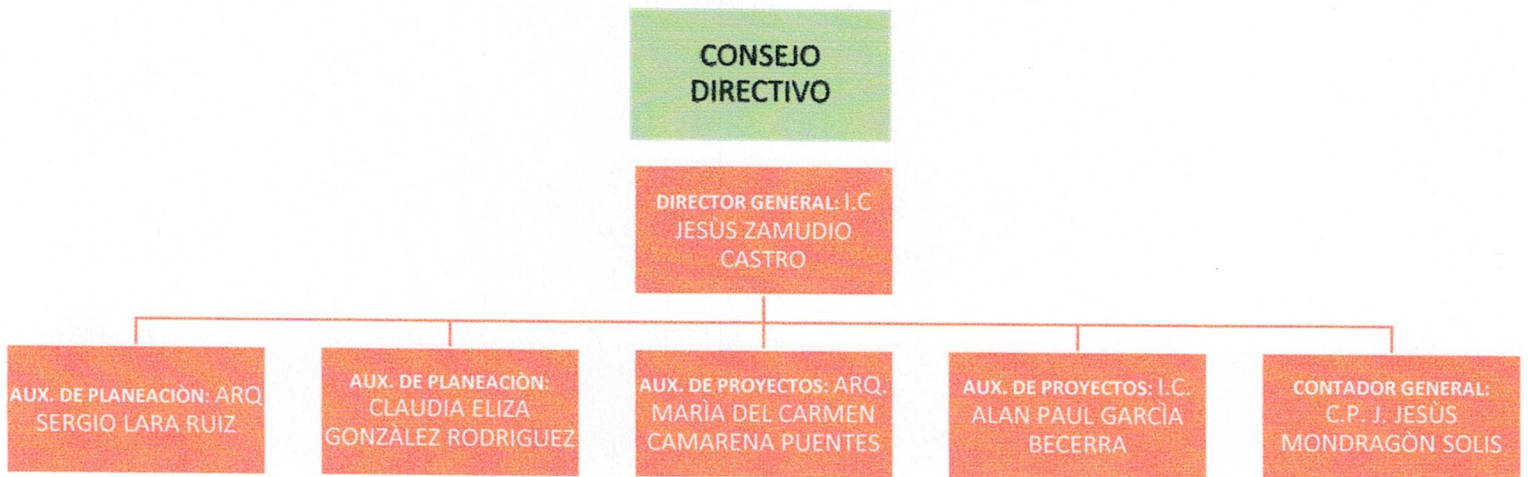 CONSEJO
DIRECTIVO
DIRECTOR GENERAL: I.C
JESÙS ZAMUDIO
CASTRO
AUX. DE PLANEACIÒN: ARQ
SERGIO LARA RUIZ
AUX. DE PLANEACIÒN:
CLAUDIA ELIZA
GONZÀLEZ RODRIGUEZ
AUX. DE PROYECTOS: ARQ.
MARÌA DEL CARMEN
CAMARENA PUENTES
AUX. DE PROYECTOS: I.C.
ALAN PAUL GARCÌA
BECERRA
CONTADOR GENERAL:
C.P. J. JESÙS
MONDRAGÒN SOLIS